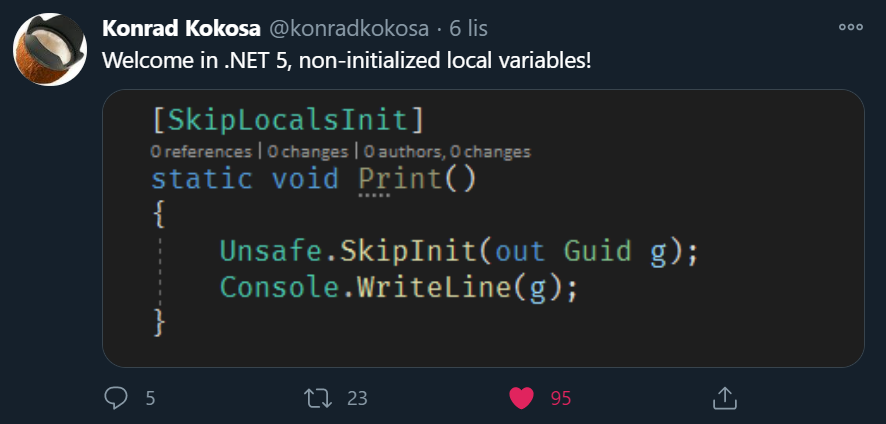 Konrad Kokosa @konradkokosa · 6 lis
Welcome in .NET 5, non-initialized local variables!
[SkipLocalsInit]
0 references | 0 changes | 0 authors, 0 changes
static void Print()
{
Unsafe.SkipInit(out Guid g);
Console.WriteLine(g);
}
5 23 95